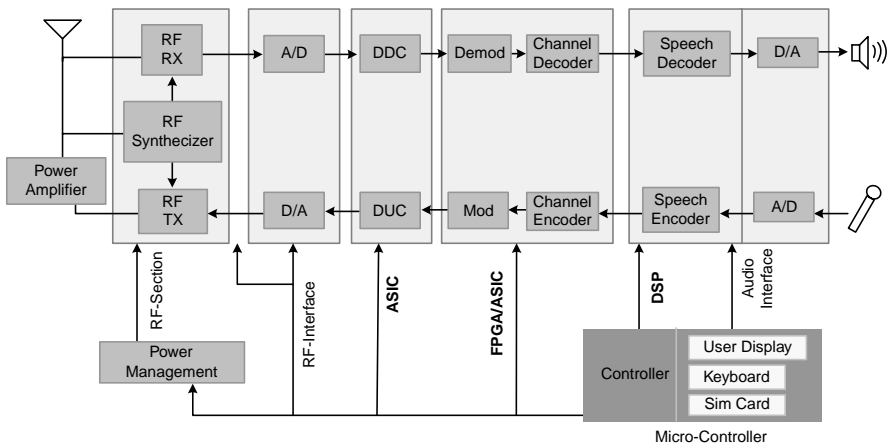 RF
RX
A/D
DDC
Demod
Channel
Decoder
Speech
Decoder
D/A
RF
Synthecizer
Power
Amplifier
RF
TX
D/A
DUC
Mod
Channel
Encoder
Speech
Encoder
A/D
RF-Section
RF-Interface
ASIC
FPGA/ASIC
DSP
Audio
Interface
Power
Management
Controller
User Display
Keyboard
Sim Card
Micro-Controller